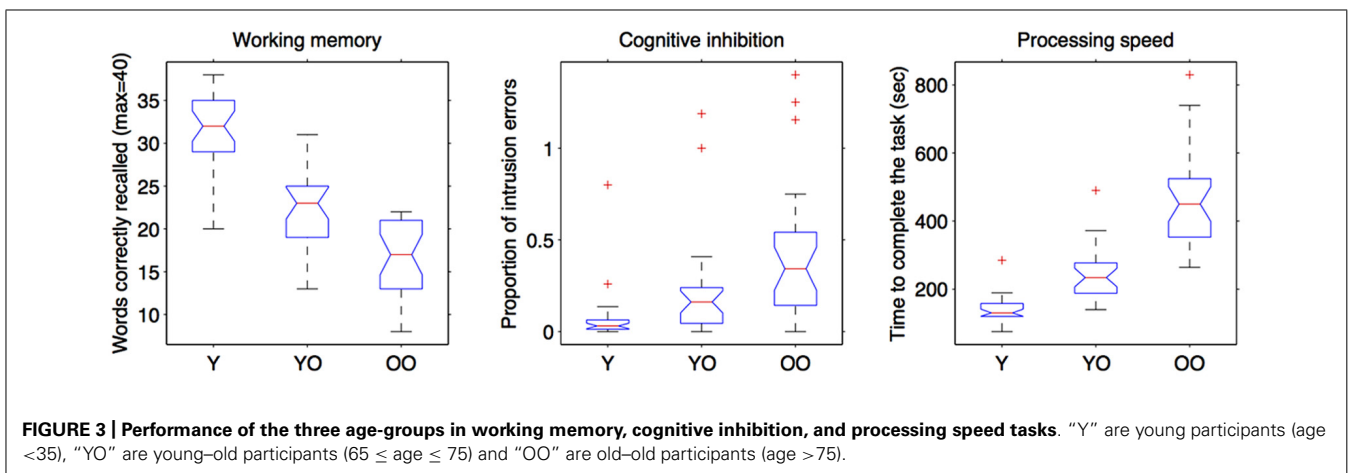 Working memory
Cognitive inhibition
Processing speed
Words correctly recalled (max=40)
35
30
25
20
15
10
Y YO OO
Proportion of intrusion errors
1
0.5
0
Y YO OO
Time to complete the task (sec)
800
600
400
200
Y YO OO
FIGURE 3 | Performance of the three age-groups in working memory, cognitive inhibition, and processing speed tasks. "Y" are young participants (age
<35), "YO" are young–old participants (65 ≤ age ≤ 75) and "OO" are old–old participants (age >75).